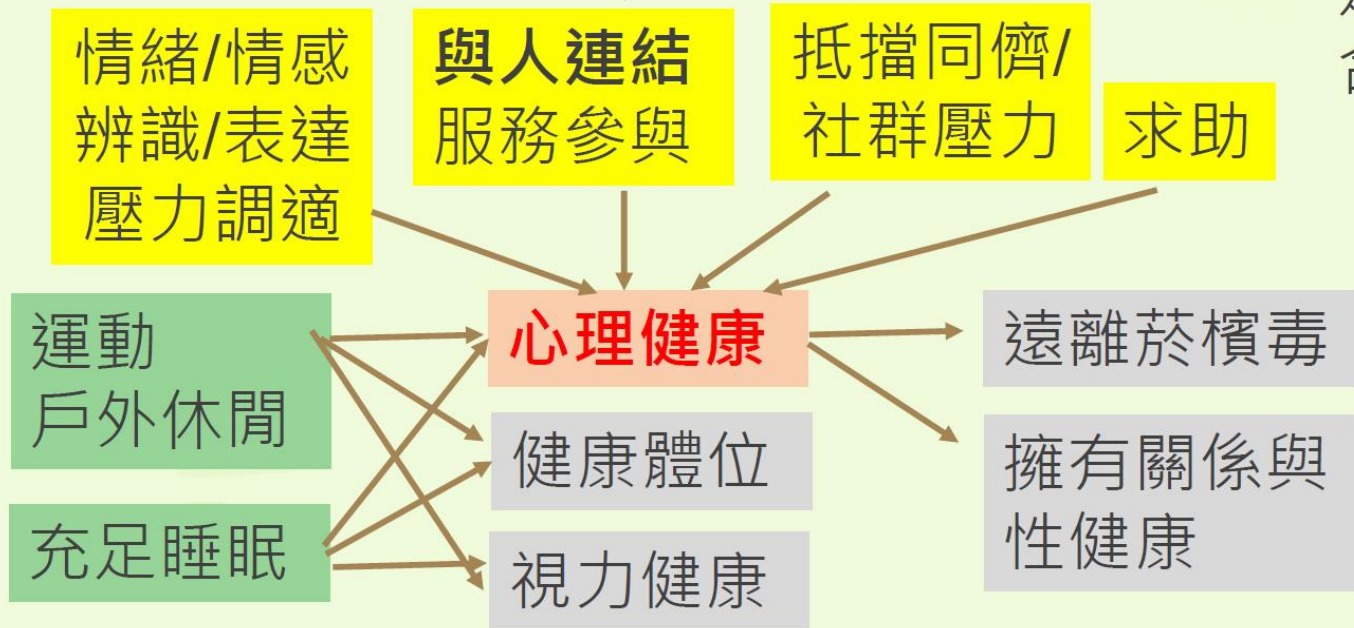 情緒/情感
辨識/表達
壓力調適
與人連結
服務參與
抵擋同儕/
社群壓力
求助
運動
戶外休閒
心理健康
遠離菸檳毒
健康體位
擁有關係與
性健康
充足睡眠
視力健康